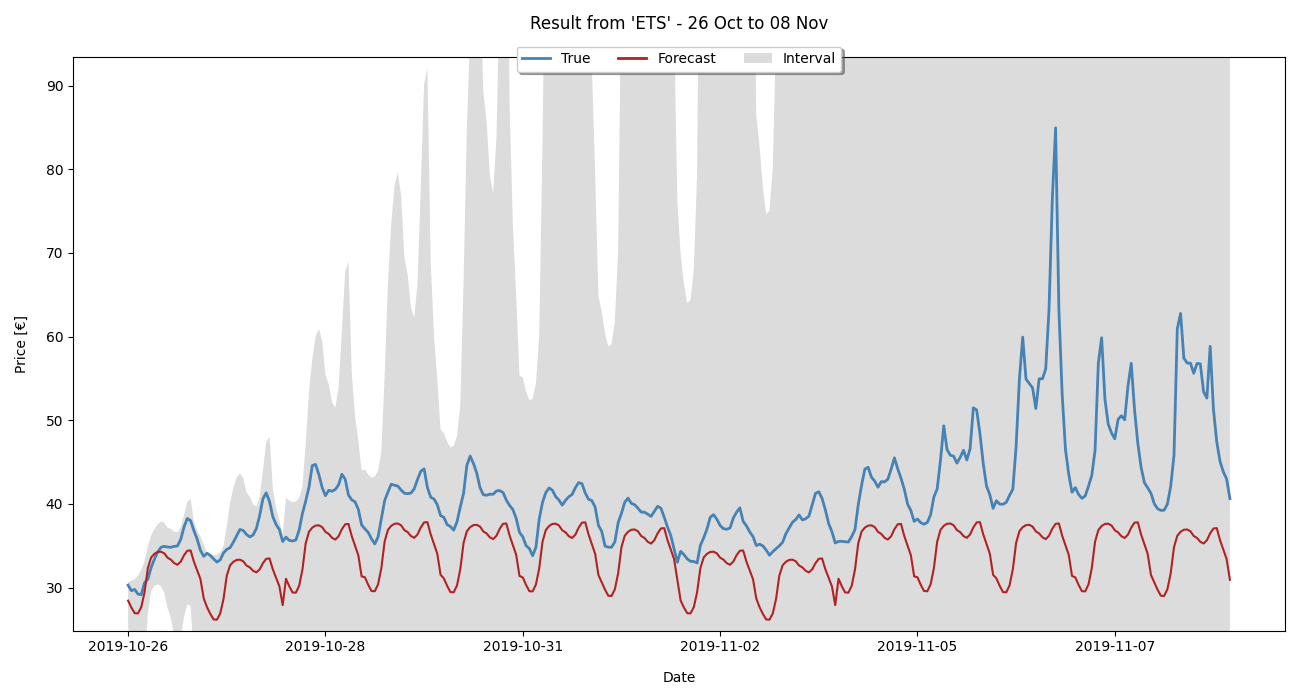 Result from 'ETS' - 26 Oct to 08 Nov
True Forecast Interval
90
80
70
60
50
40
30
Price [€]
2019-10-26 2019-10-28 2019-10-31 2019-11-02 2019-11-05 2019-11-07
Date